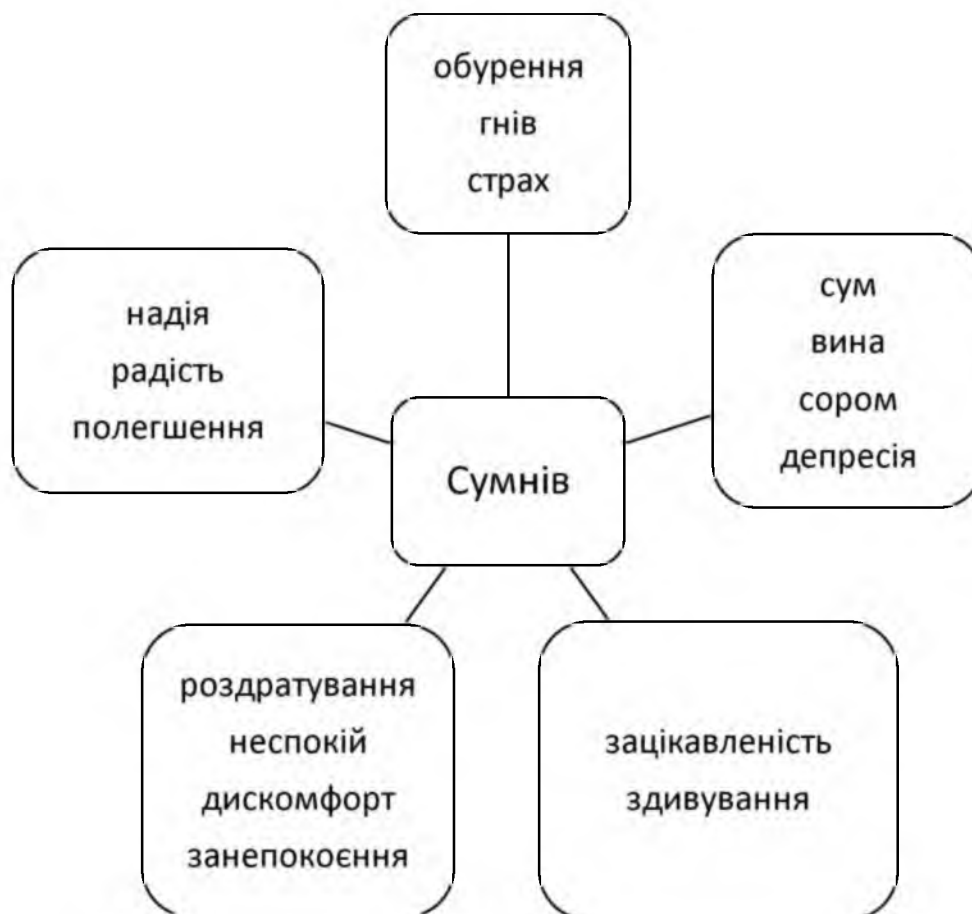 обурення
гнів
страх
надія
радість
полегшення
сум
вина
сором
депресія
Сумнів
роздратування
неспокій
дискомфорт
занепокоєння
зацікавленість
здивування